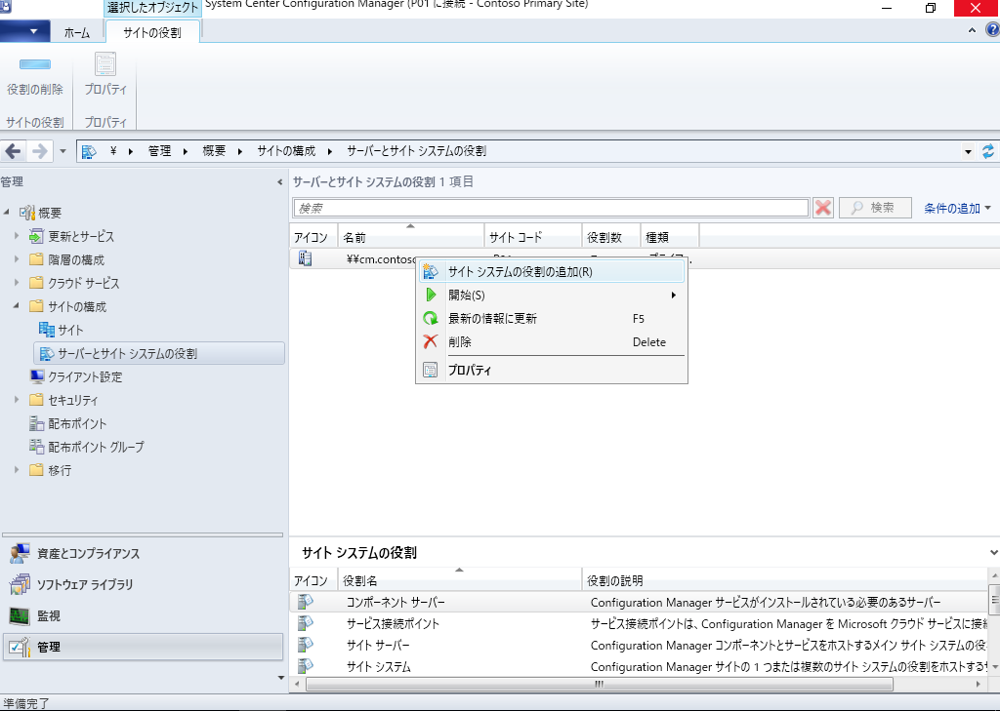 選択したオブジェクト System Center Configuration Manager (P01 に接続 - Contoso Primary Site)
ホーム サイトの役割
役割の削除 プロパティ
サイトの役割 プロパティ
¥ 管理 概要 サイトの構成 サーバーとサイト システムの役割
管理
サーバーとサイト システムの役割 1 項目
検索 検索 条件の追加
アイコン 名前 サイト コード 役割数 種類
¥¥cm.contoso
概要
更新とサービス
階層の構成
クラウド サービス
サイトの構成
サイト
サーバーとサイト システムの役割
クライアント設定
セキュリティ
配布ポイント
配布ポイント グループ
移行
サイト システムの役割の追加(R)
開始(S)
最新の情報に更新 F5
削除 Delete
プロパティ
資産とコンプライアンス
ソフトウェア ライブラリ
監視
管理
サイト システムの役割
アイコン 役割名 役割の説明
コンポーネント サーバー Configuration Manager サービスがインストールされている必要のあるサーバー
サービス接続ポイント サービス接続ポイントは、Configuration Manager を Microsoft クラウド サービスに接
サイト サーバー Configuration Manager コンポーネントとサービスをホストするメイン サイト システムの役
サイト システム Configuration Manager サイトの 1 つまたは複数のサイト システムの役割をホストする
準備完了